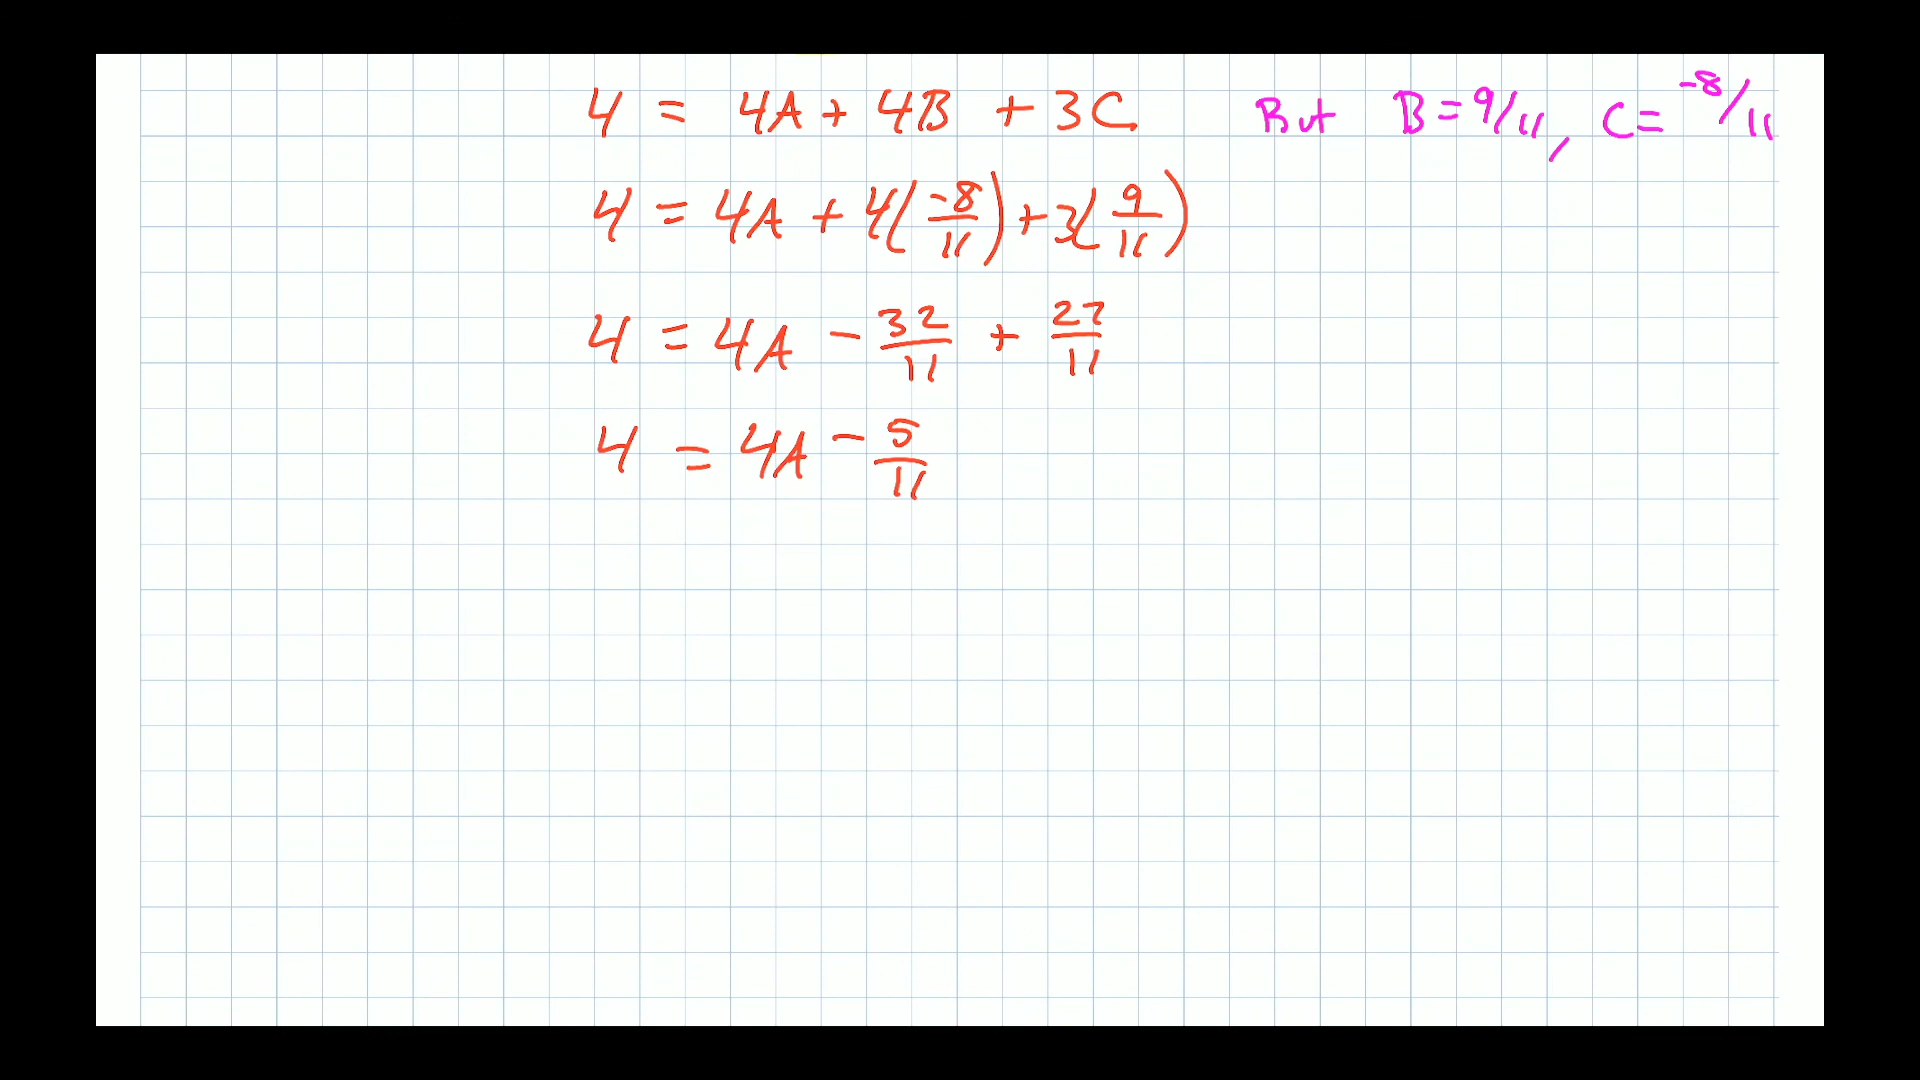 4 = 4A + 4B + 3C But B = 9/11, C = -8/11
4 = 4A + 4(-8/11) + 3(9/11)
4 = 4A - 32/11 + 27/11
4 = 4A - 5/11